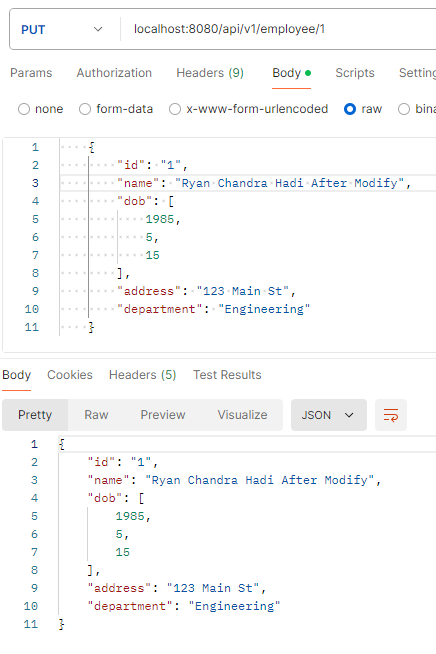 PUT localhost:8080/api/v1/employee/1
Params Authorization Headers (9) Body Scripts Setting
none form-data x-www-form-urlencoded raw bina
1 {
2 "id": "1",
3 "name": "Ryan Chandra Hadi After Modify",
4 "dob": [
5 1985,
6 5,
7 15
8 ],
9 "address": "123 Main St",
10 "department": "Engineering"
11 }
Body Cookies Headers (5) Test Results
Pretty Raw Preview Visualize JSON
1 {
2 "id": "1",
3 "name": "Ryan Chandra Hadi After Modify",
4 "dob": [
5 1985,
6 5,
7 15
8 ],
9 "address": "123 Main St",
10 "department": "Engineering"
11 }